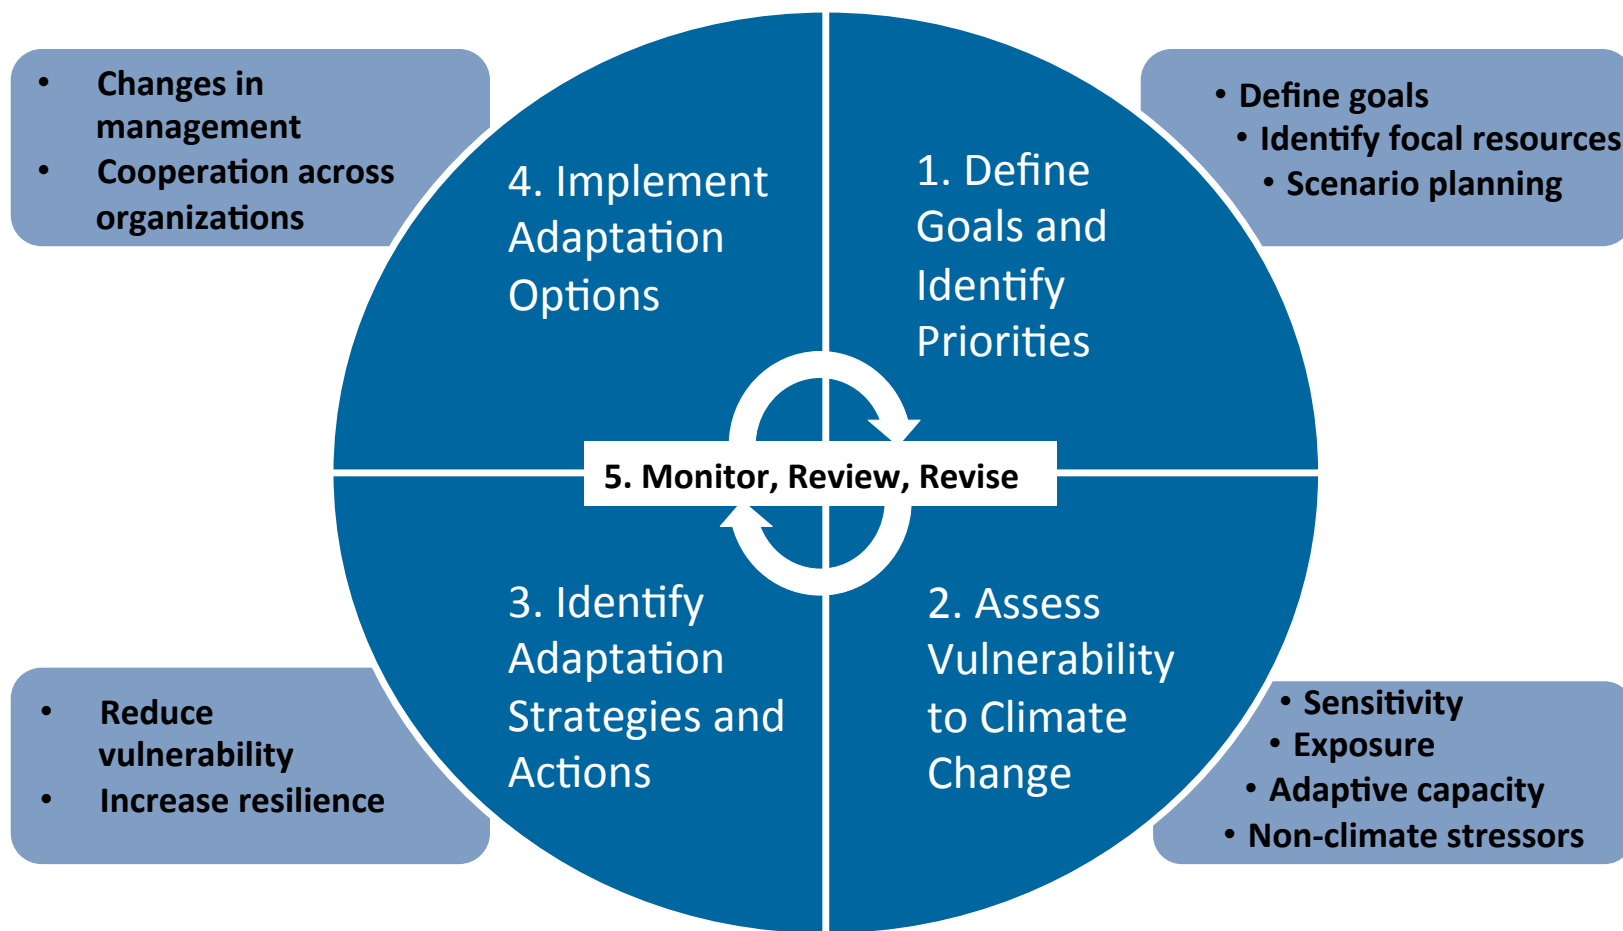 • Changes in
management
• Cooperation across
organizations
4. Implement
Adaptation
Options
1. Define
Goals and
Identify
Priorities
• Define goals
• Identify focal resources
• Scenario planning
5. Monitor, Review, Revise
3. Identify
Adaptation
Strategies and
Actions
2. Assess
Vulnerability
to Climate
Change
• Reduce
vulnerability
• Increase resilience
• Sensitivity
• Exposure
• Adaptive capacity
• Non-climate stressors